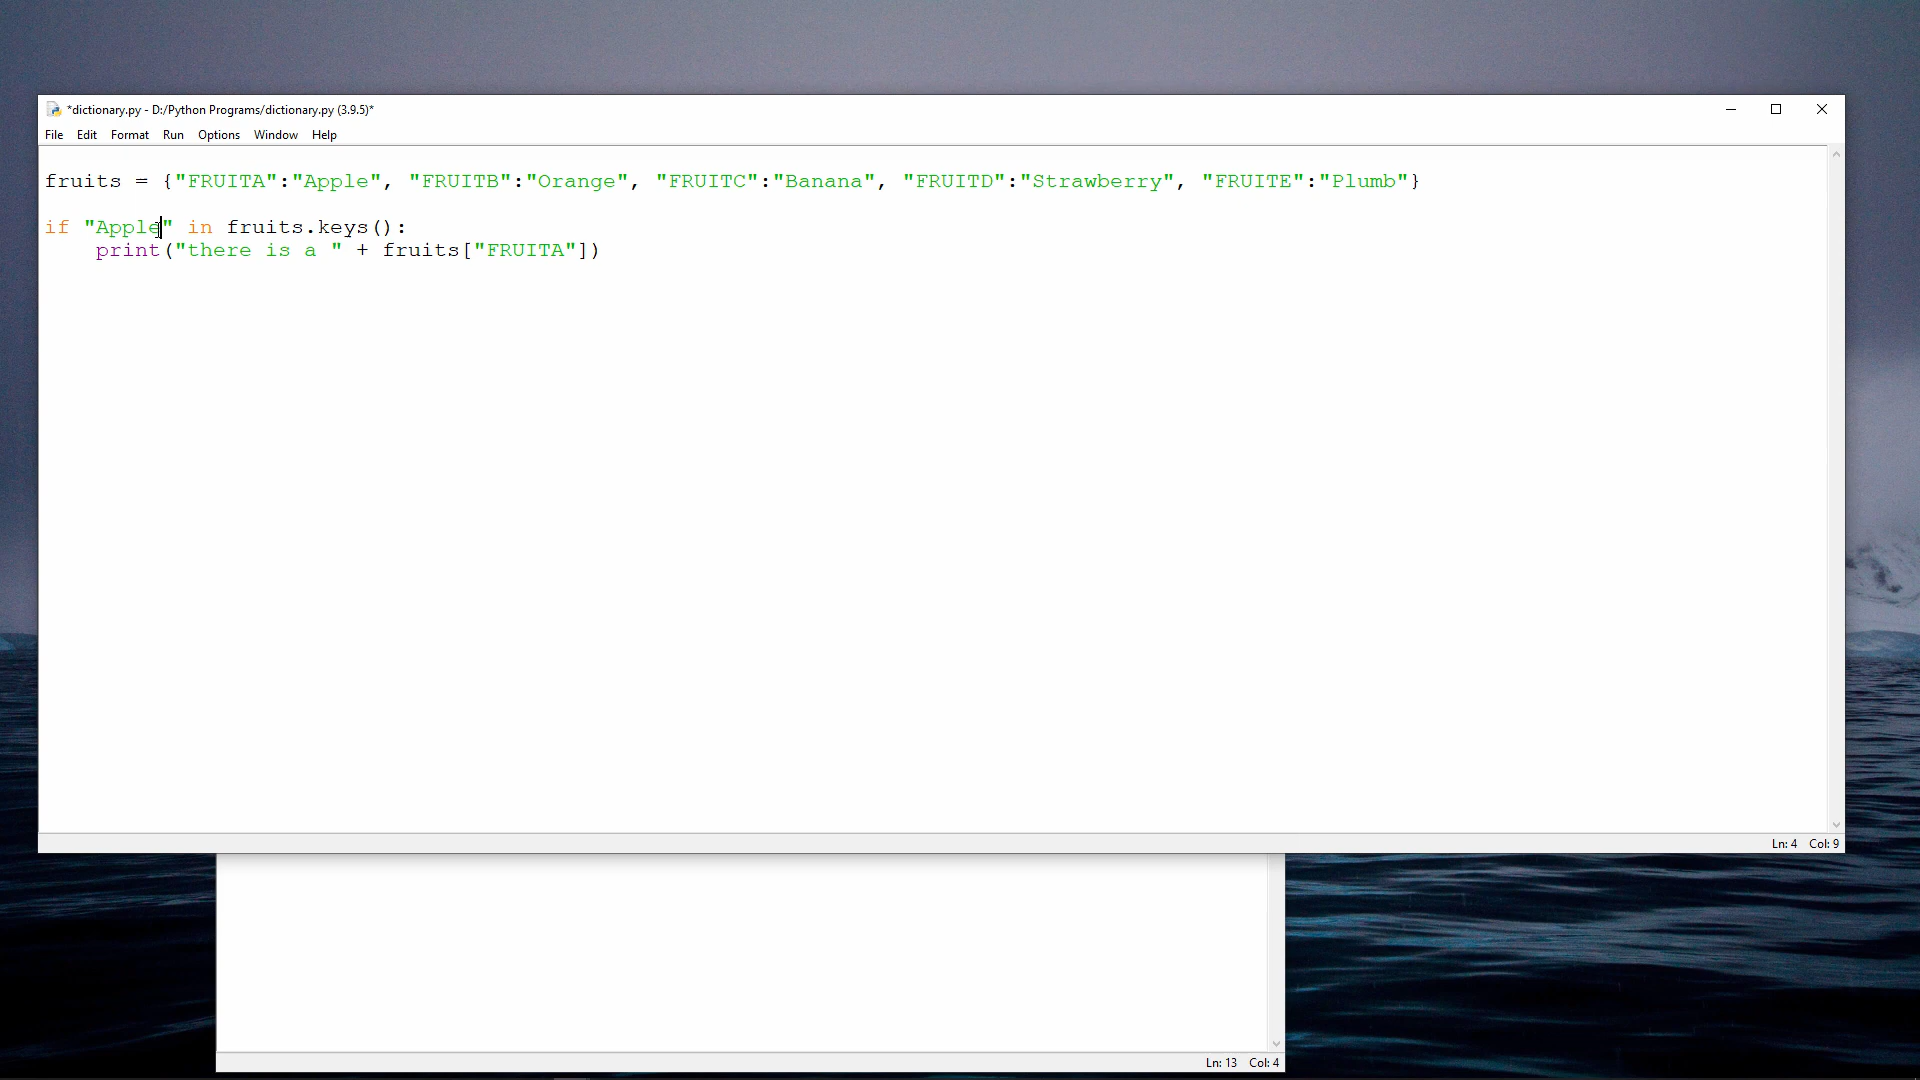 *dictionary.py - D:/Python Programs/dictionary.py (3.9.5)*
File Edit Format Run Options Window Help
fruits = {"FRUITA":"Apple", "FRUITB":"Orange", "FRUITC":"Banana", "FRUITD":"Strawberry", "FRUITE":"Plumb"}
if "Apple" in fruits.keys():
    print("there is a " + fruits["FRUITA"])
Ln: 4 Col: 9
Ln: 13 Col: 4